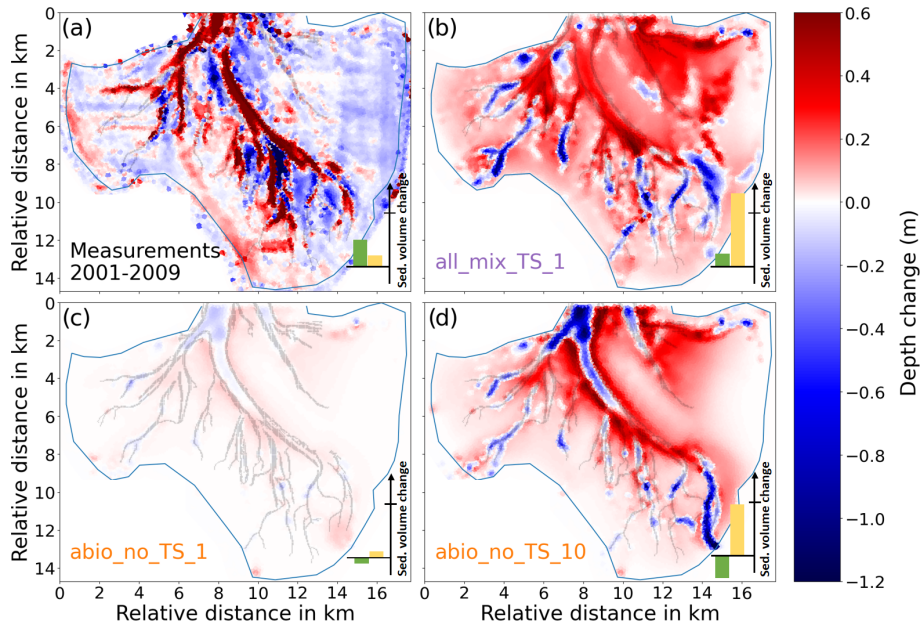 (a)
Relative distance in km
0
2
4
6
8
10
12
14
Measurements
2001-2009
Sed. volume change
(b)
all_mix_TS_1
Sed. volume change
(c)
Relative distance in km
0
2
4
6
8
10
12
14
abio_no_TS_1
Sed. volume change
0 2 4 6 8 10 12 14 16
Relative distance in km
(d)
abio_no_TS_10
Sed. volume change
0 2 4 6 8 10 12 14 16
Relative distance in km
0.6
0.4
0.2
0.0
−0.2
−0.4
−0.6
−0.8
−1.0
−1.2
Depth change (m)